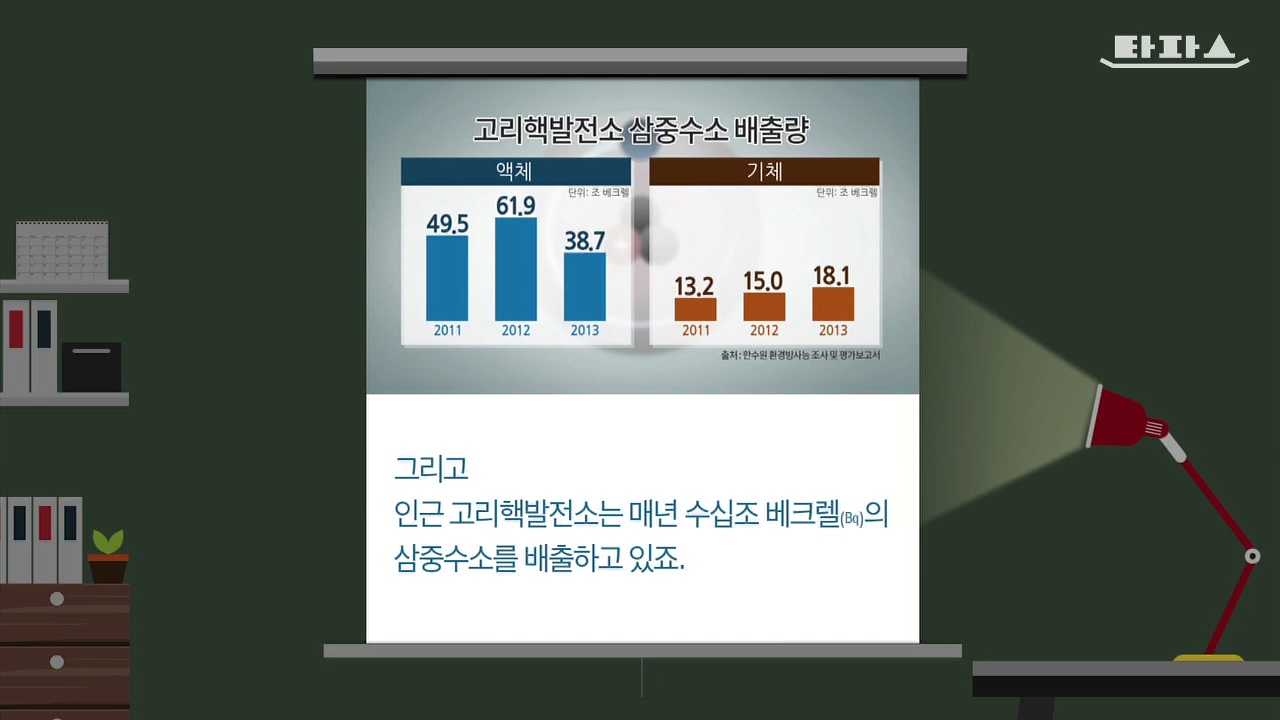 타파스
고리핵발전소 삼중수소 배출량
액체
단위: 조 베크렐
49.5
61.9
38.7
2011
2012
2013
기체
단위: 조 베크렐
13.2
15.0
18.1
2011
2012
2013
출처 : 한수원 환경방사능 조사 및 평가보고서
그리고
인근 고리핵발전소는 매년 수십조 베크렐(Bq)의
삼중수소를 배출하고 있죠.